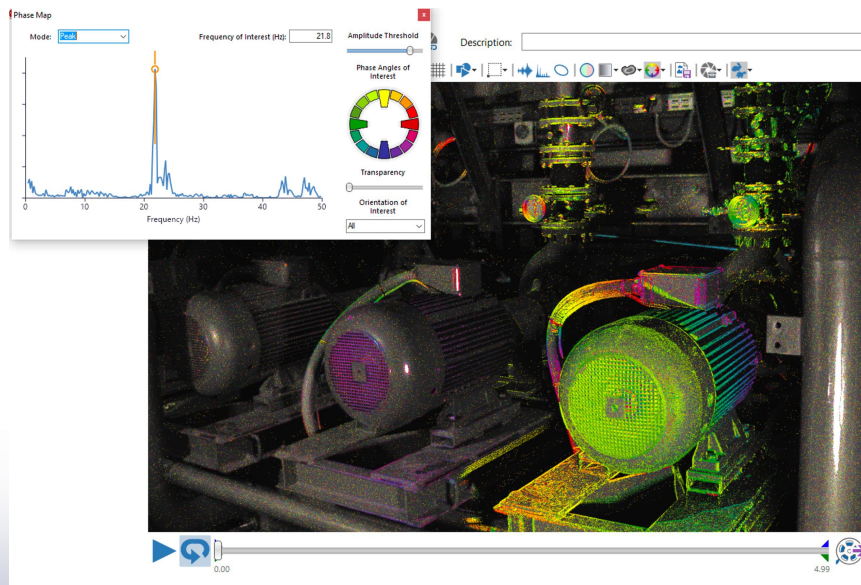 Phase Map
x
Mode: Peak
Frequency of Interest (Hz): 21.8
Amplitude Threshold
Phase Angles of
Interest
Transparency
Orientation of
Interest
All
0 10 20 30 40 50
Frequency (Hz)
Description:
0.00
4.99